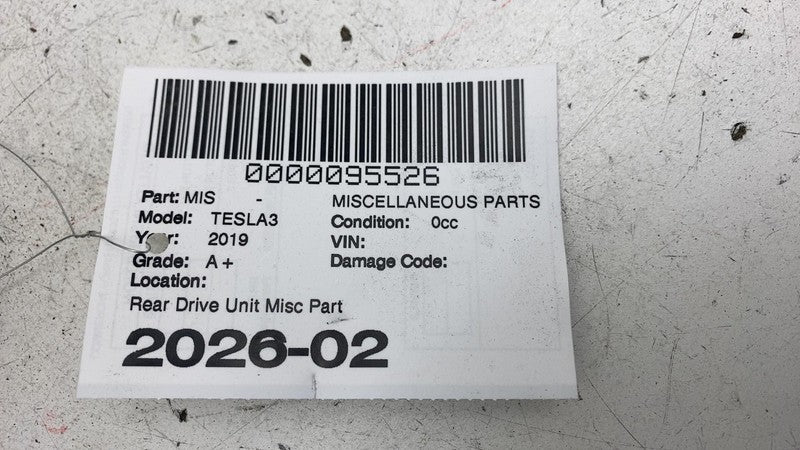 0000095526
Part: MIS - MISCELLANEOUS PARTS
Model: TESLA3 Condition: 0cc
Year: 2019 VIN:
Grade: A+ Damage Code:
Location:
Rear Drive Unit Misc Part
2026-02